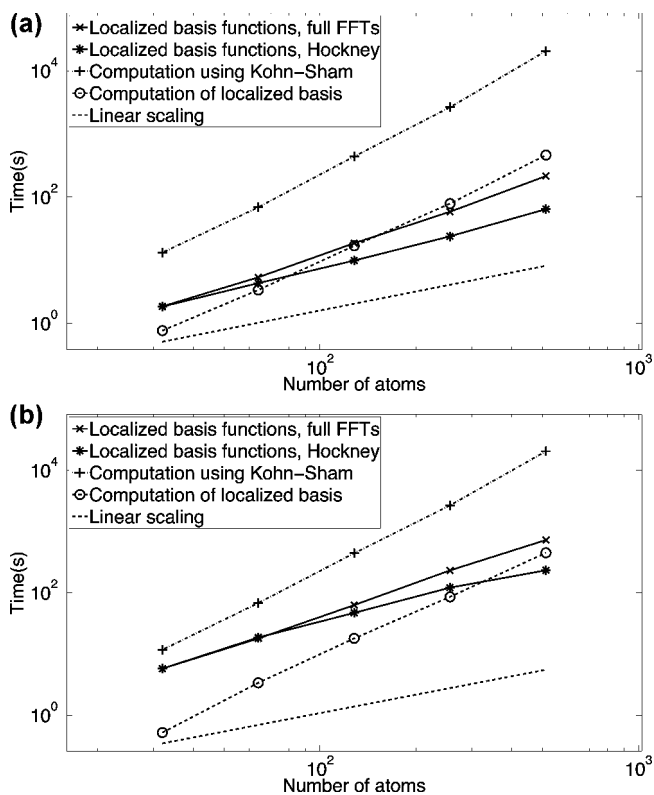 (a)
Localized basis functions, full FFTs
Localized basis functions, Hockney
Computation using Kohn−Sham
Computation of localized basis
Linear scaling
Time(s)
10^4
10^2
10^0
10^2
10^3
Number of atoms
(b)
Localized basis functions, full FFTs
Localized basis functions, Hockney
Computation using Kohn−Sham
Computation of localized basis
Linear scaling
Time(s)
10^4
10^2
10^0
10^2
10^3
Number of atoms